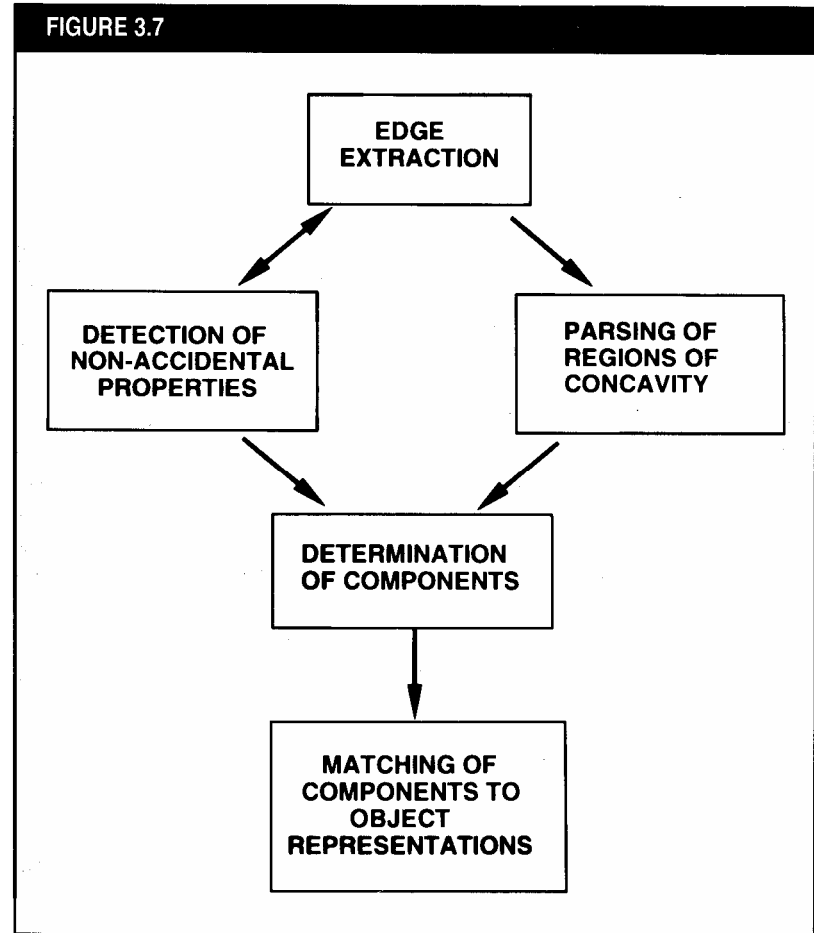 FIGURE 3.7
EDGE
EXTRACTION
DETECTION OF
NON-ACCIDENTAL
PROPERTIES
PARSING OF
REGIONS OF
CONCAVITY
DETERMINATION
OF COMPONENTS
MATCHING OF
COMPONENTS TO
OBJECT
REPRESENTATIONS